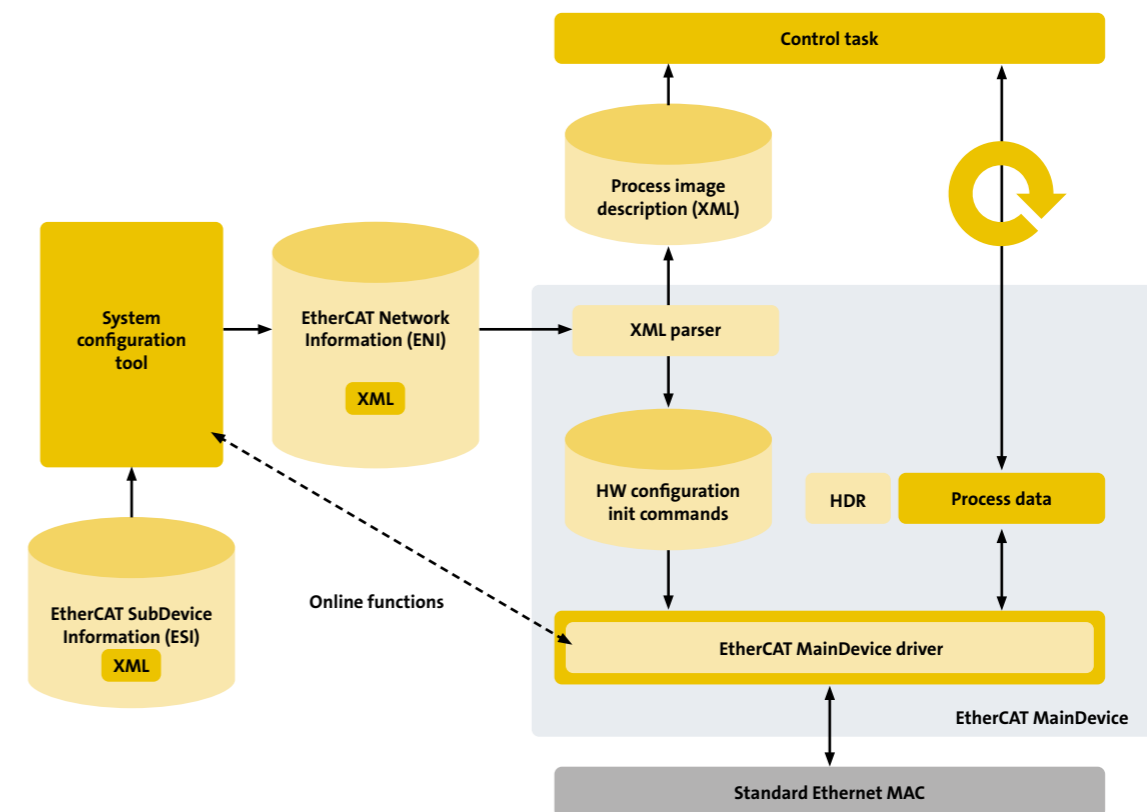 Control task
Process image
description (XML)
System
configuration
tool
EtherCAT Network
Information (ENI)
XML
XML parser
HW configuration
init commands
HDR
Process data
EtherCAT SubDevice
Information (ESI)
XML
Online functions
EtherCAT MainDevice driver
EtherCAT MainDevice
Standard Ethernet MAC